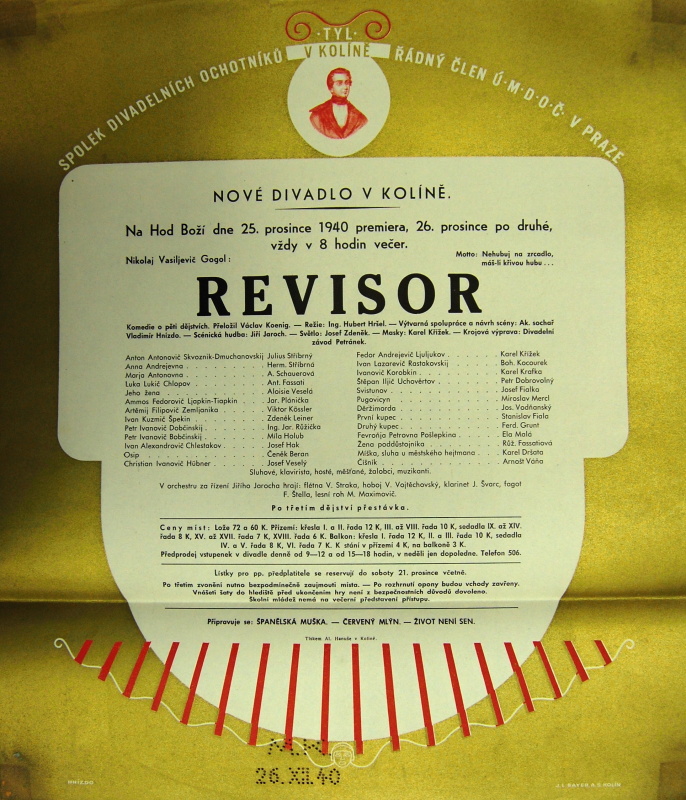 · TYL ·
V KOLÍNĚ
SPOLEK DIVADELNÍCH OCHOTNÍKŮ
ŘÁDNÝ ČLEN Ú·M·D·O·Č· V PRAZE
NOVÉ DIVADLO V KOLÍNĚ.
Na Hod Boží dne 25. prosince 1940 premiera, 26. prosince po druhé,
vždy v 8 hodin večer.
Nikolaj Vasiljevič Gogol:
Motto: Nehubuj na zrcadlo,
máš-li křivou hubu...
REVISOR
Komedie o pěti dějstvích. Přeložil Václav Koenig. — Režie: Ing. Hubert Hršel. — Výtvarná spolupráce a návrh scény: Ak. sochař
Vladimir Hnízdo. — Scénická hudba: Jiří Jaroch. — Světlo: Josef Zdeněk. — Masky: Karel Křížek. — Krojová výprava: Divadelní
závod Petránek.
Anton Antonovič Skvoznik-Dmuchanovskij Julius Stříbrný
Anna Andrejevna Herm. Stříbrná
Marja Antonovna A. Schauerová
Luka Lukič Chlopov Ant. Fassati
Jeho žena Aloisie Veselá
Ammos Fedorovič Ljapkin-Tiapkin Jar. Plönička
Artěmij Filipovič Zemljanika Viktor Kössler
Ivan Kuzmič Špekin Zdeněk Leiner
Petr Ivanovič Dobčinskij Ing. Jar. Růžička
Petr Ivanovič Bobčinskij Míla Holub
Ivan Alexandrovič Chlestakov Josef Hak
Osip Čeněk Beran
Christian Ivanovič Hübner Josef Veselý
Fedor Andrejevič Ljuljukov Karel Křížek
Ivan Lazarevič Rastakovskij Boh. Kocourek
Ivanovič Korobkin Karel Krafka
Štěpan Iljič Uchovërtov Petr Dobrovolný
Svistunov Josef Fialka
Pugovicyn Miroslav Mercl
Děržimorda Jos. Vodňanský
První kupec Stanislav Fiala
Druhý kupec Ferd. Grunt
Fevroňja Petrovna Pošlepkina Ela Malá
Žena poddůstojníka Růž. Fassatiová
Miška, sluha u městského hejtmana Karel Dršata
Číšník Arnošt Váňa
Sluhové, klavirista, hosté, měšťané, žalobci, muzikanti.
V orchestru za řízení Jiřího Jarocha hrají: flétna V. Straka, hoboj V. Vojtěchovský, klarinet J. Švarc, fagot
F. Štella, lesní roh M. Maximovič.
Po třetím dějství přestávka.
Ceny míst: Lože 72 a 60 K. Přízemí: křesla I. a II. řada 12 K, III. až VIII. řada 10 K, sedadla IX. až XIV.
řada 8 K, XV. až XVII. řada 7 K, XVIII. řada 6 K. Balkon: křesla I. řada 12 K, II. a III. řada 10 K, sedadla
IV. a V. řada 8 K, VI. řada 7 K. K stání v přízemí 4 K, na balkoně 3 K.
Předprodej vstupenek v divadle denně od 9—12 a od 15—18 hodin, v neděli jen dopoledne. Telefon 506.
Lístky pro pp. předplatitele se reservují do soboty 21. prosince včetně.
Po třetím zvonění nutno bezpodmínečně zaujmouti místa. — Po rozhrnutí opony budou vchody zavřeny.
Vnášeti šaty do hlediště před ukončením hry není z bezpečnostních důvodů dovoleno.
Školní mládež nemá na večerní představení přístupu.
Připravuje se: ŠPANĚLSKÁ MUŠKA. — ČERVENÝ MLÝN. — ŽIVOT NENÍ SEN.
Tiskem Al. Hanuše v Kolíně.
26.XII.40
HNÍZDO
J. L. BAYER A. S. KOLÍN